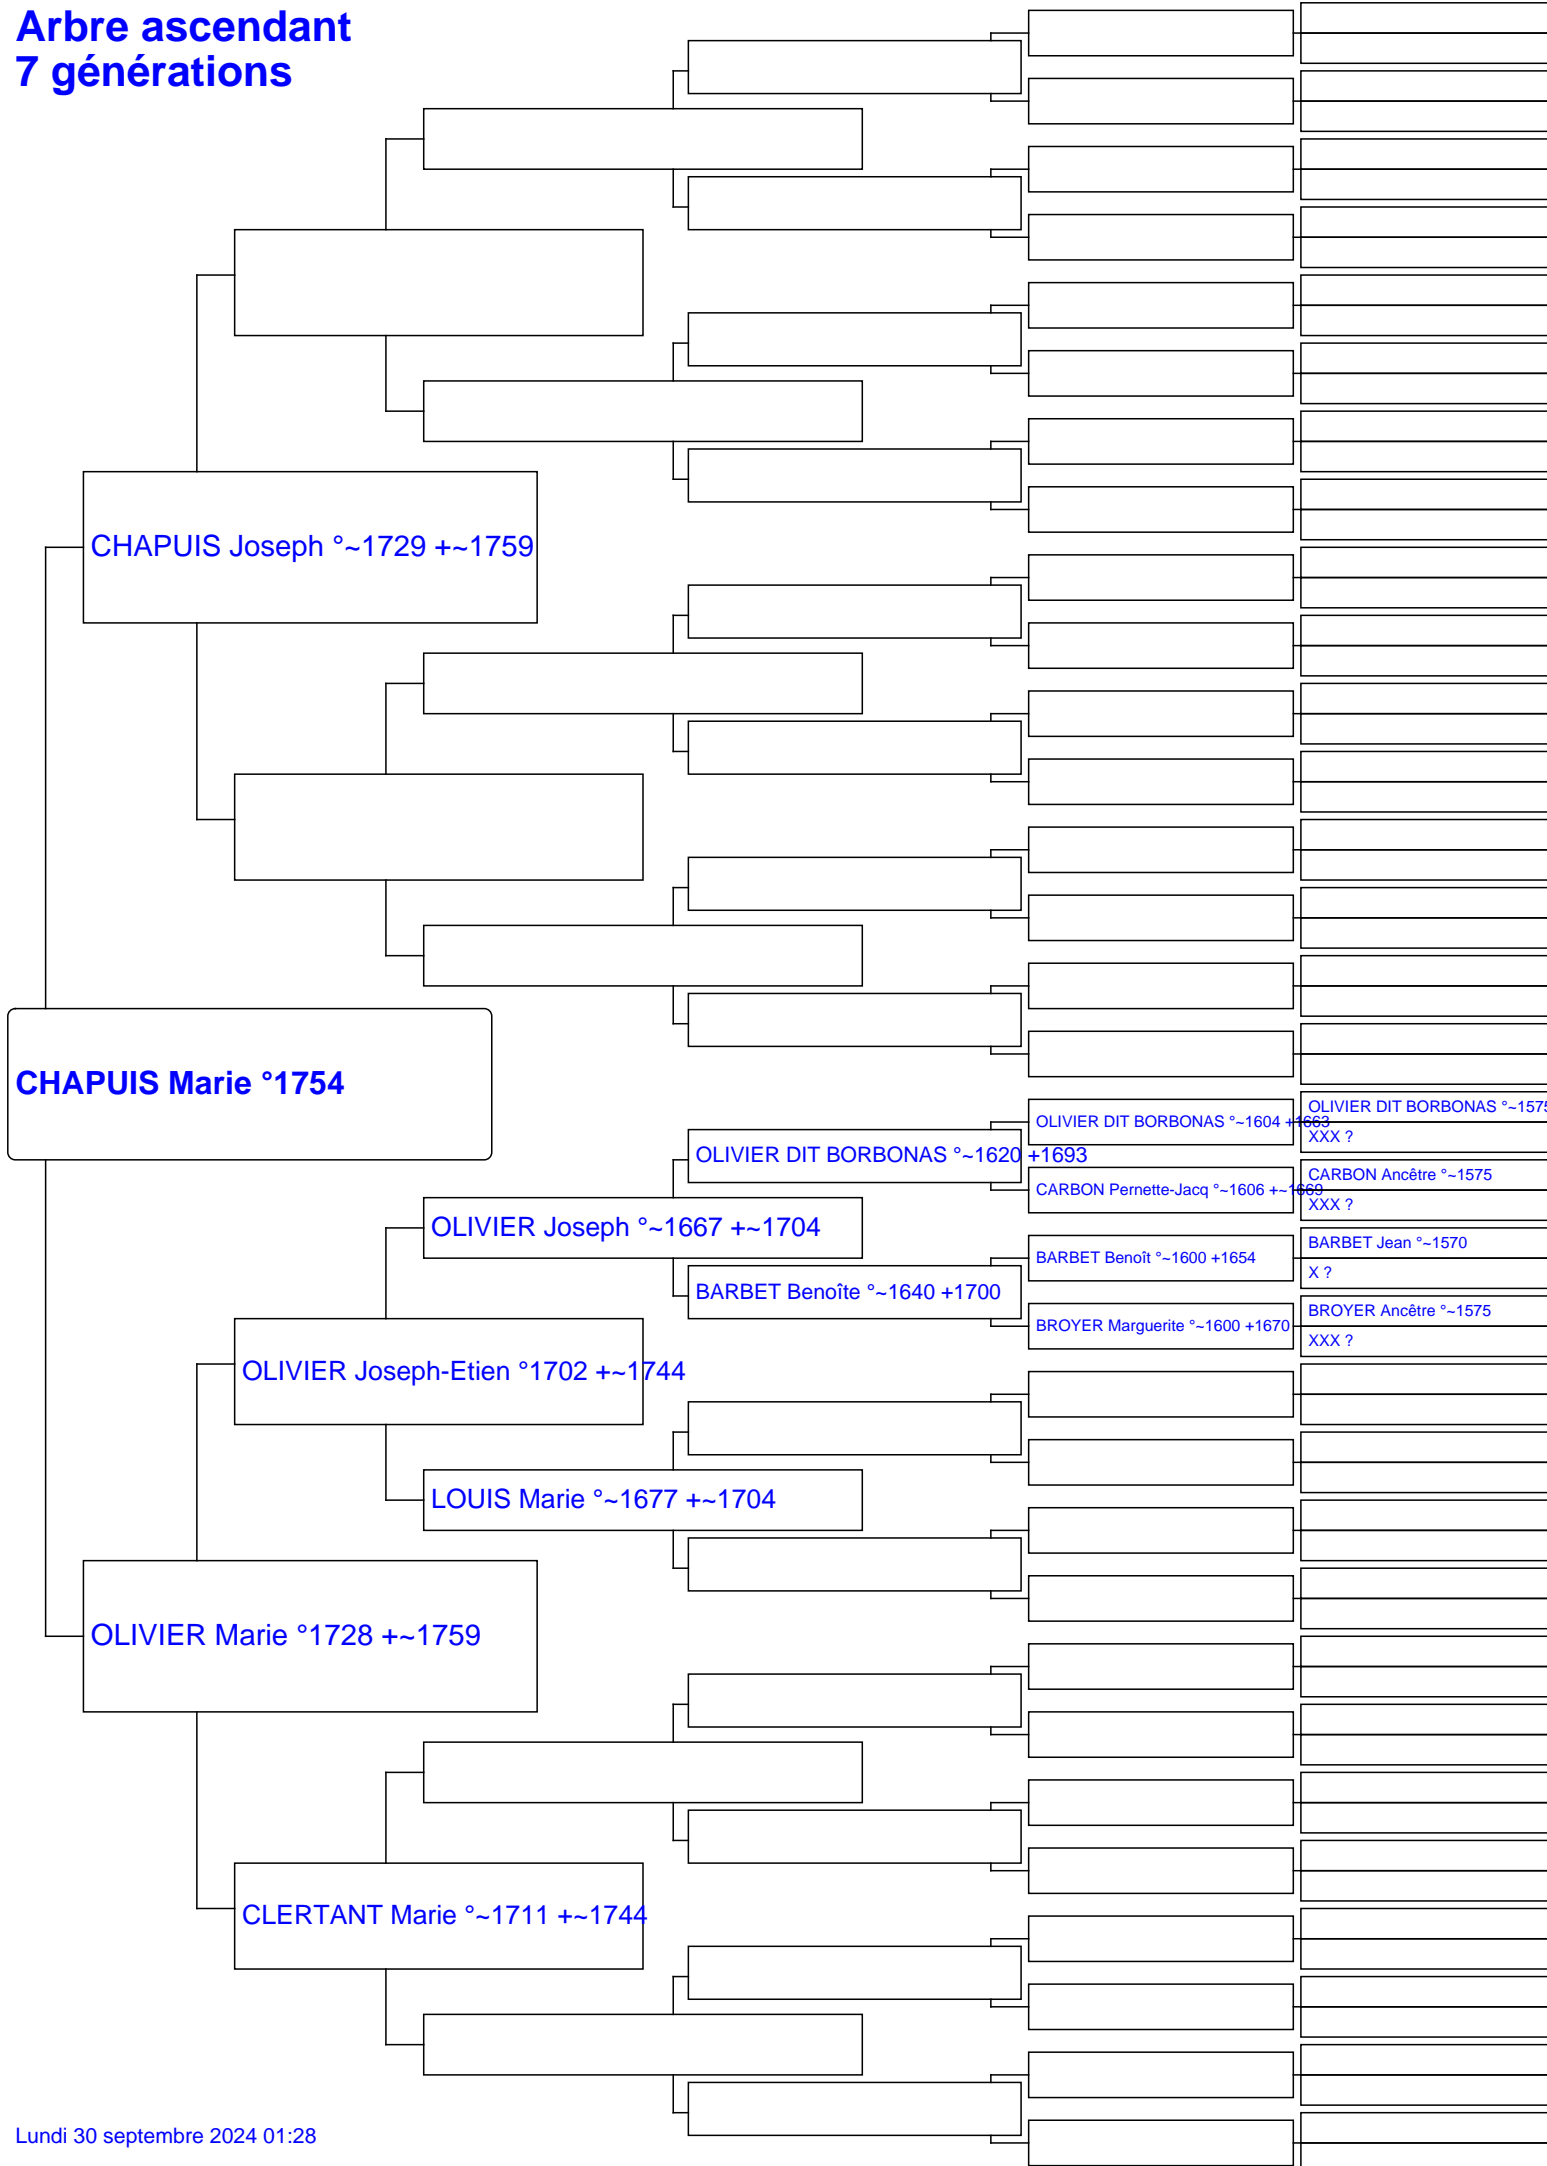 Arbre ascendant
7 générations
CHAPUIS Joseph °~1729 +~1759
CHAPUIS Marie °1754
OLIVIER DIT BORBONAS °~1575
OLIVIER DIT BORBONAS °~1604 +1663
XXX ?
OLIVIER DIT BORBONAS °~1620 +1693
CARBON Ancêtre °~1575
CARBON Pernette-Jacq °~1606 +~1669
XXX ?
OLIVIER Joseph °~1667 +~1704
BARBET Jean °~1570
BARBET Benoît °~1600 +1654
X ?
BARBET Benoîte °~1640 +1700
BROYER Ancêtre °~1575
BROYER Marguerite °~1600 +1670
XXX ?
OLIVIER Joseph-Etien °1702 +~1744
LOUIS Marie °~1677 +~1704
OLIVIER Marie °1728 +~1759
CLERTANT Marie °~1711 +~1744
Lundi 30 septembre 2024 01:28